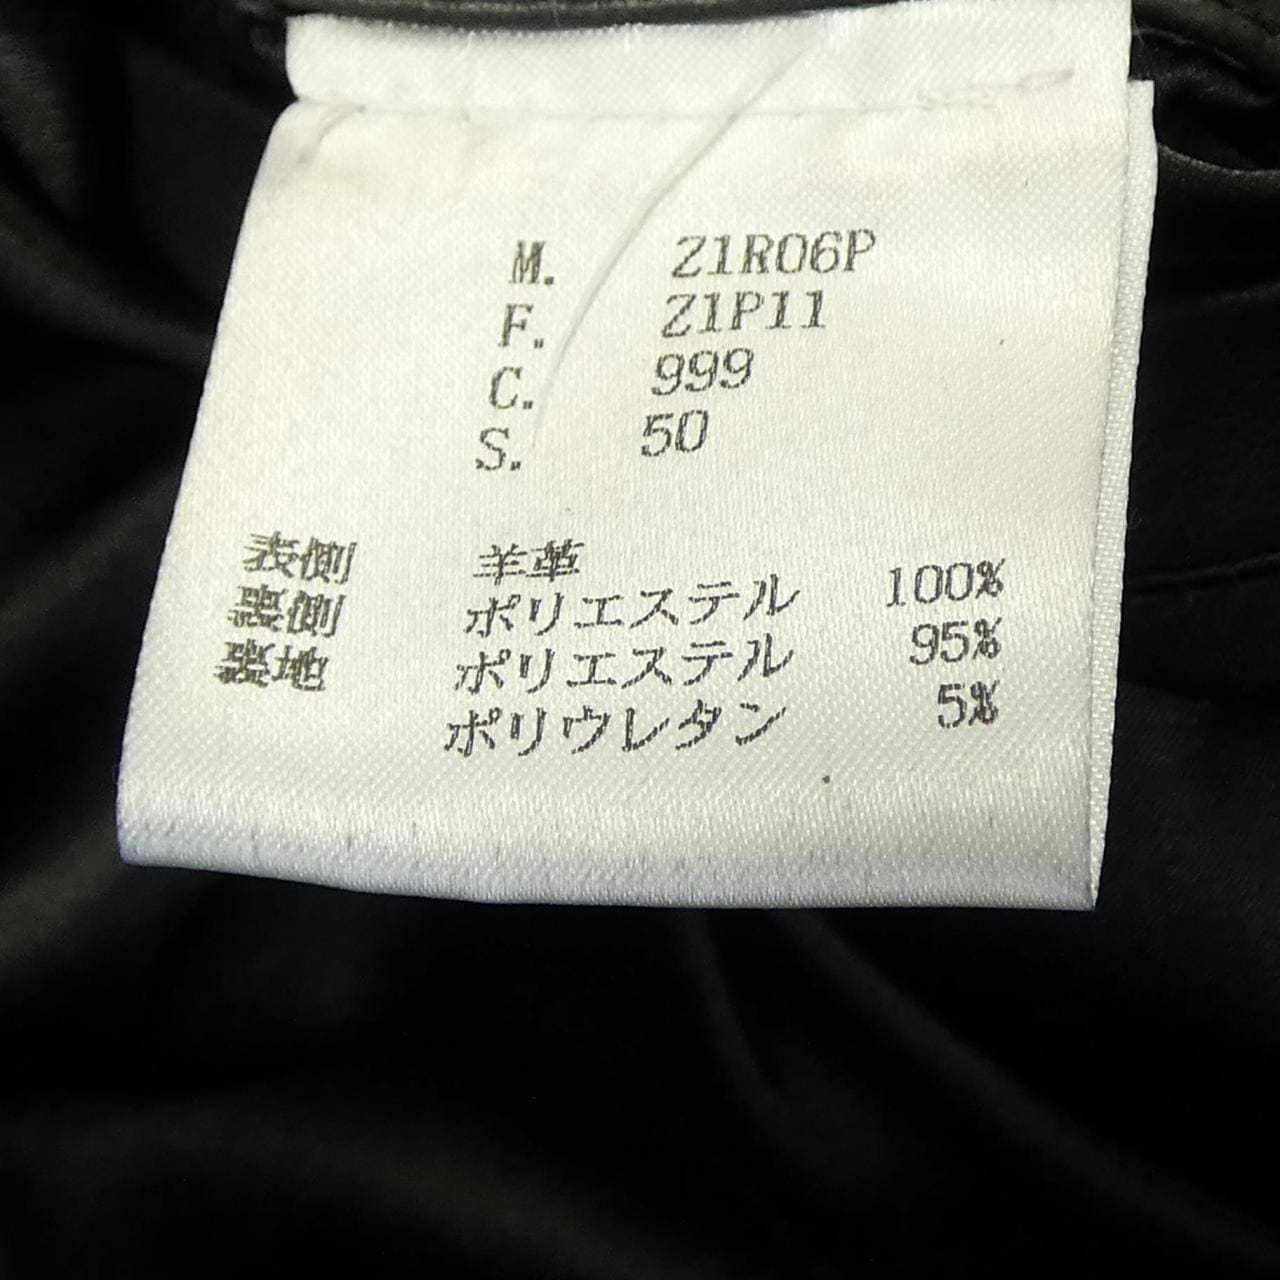 M. Z1R06P
F. Z1P11
C. 999
S. 50
表側 羊革
裏側 ポリエステル 100%
裏地 ポリエステル 95%
ポリウレタン 5%